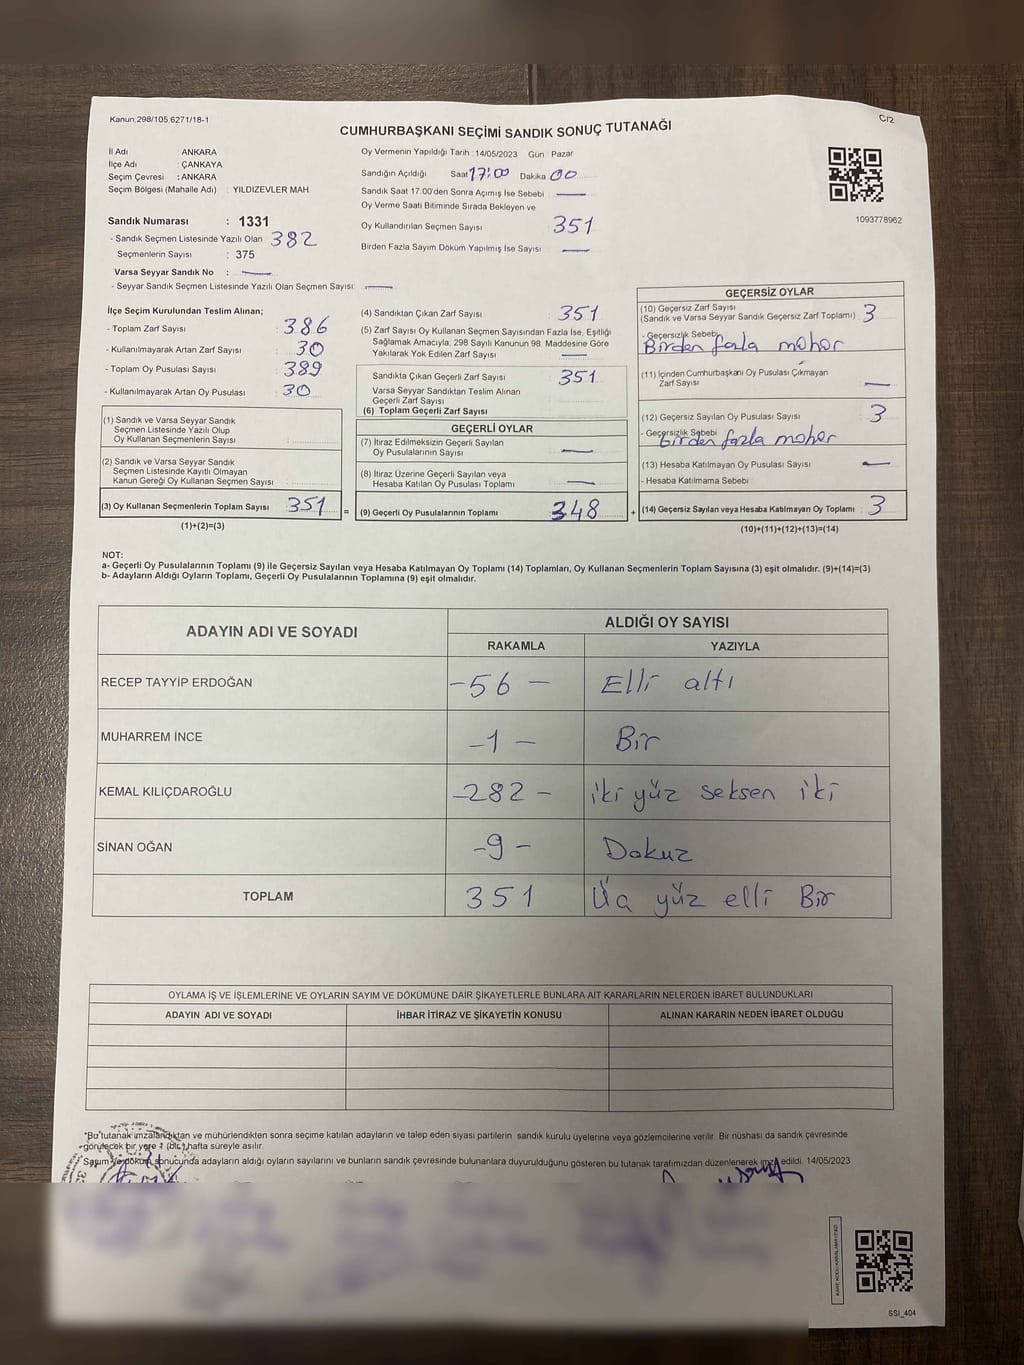 Kanun:298/105.6271/18-1
C/2
CUMHURBAŞKANI SEÇİMİ SANDIK SONUÇ TUTANAĞI
İl Adı : ANKARA
İlçe Adı : ÇANKAYA
Seçim Çevresi : ANKARA
Seçim Bölgesi (Mahalle Adı) : YILDIZEVLER MAH
Sandık Numarası : 1331
- Sandık Seçmen Listesinde Yazılı Olan 382
Seçmenlerin Sayısı : 375
Varsa Seyyar Sandık No : —
- Seyyar Sandık Seçmen Listesinde Yazılı Olan Seçmen Sayısı: —
Oy Vermenin Yapıldığı Tarih : 14/05/2023 Gün : Pazar
Sandığın Açıldığı Saat 17:00 Dakika 00
Sandık Saat 17.00'den Sonra Açımış İse Sebebi : —
Oy Verme Saati Bitiminde Sırada Bekleyen ve
Oy Kullandırılan Seçmen Sayısı 351
Birden Fazla Sayım Döküm Yapılmış İse Sayısı —
1093778962
İlçe Seçim Kurulundan Teslim Alınan;
- Toplam Zarf Sayısı : 386
- Kullanılmayarak Artan Zarf Sayısı : 30
- Toplam Oy Pusulası Sayısı : 389
- Kullanılmayarak Artan Oy Pusulası : 30
(1) Sandık ve Varsa Seyyar Sandık
Seçmen Listesinde Yazılı Olup
Oy Kullanan Seçmenlerin Sayısı :
(2) Sandık ve Varsa Seyyar Sandık
Seçmen Listesinde Kayıtlı Olmayan
Kanun Gereği Oy Kullanan Seçmen Sayısı :
(3) Oy Kullanan Seçmenlerin Toplam Sayısı 351 =
(1)+(2)=(3)
(4) Sandıktan Çıkan Zarf Sayısı : 351
(5) Zarf Sayısı Oy Kullanan Seçmen Sayısından Fazla İse, Eşitliği
Sağlamak Amacıyla, 298 Sayılı Kanunun 98. Maddesine Göre
Yakılarak Yok Edilen Zarf Sayısı : —
Sandıkta Çıkan Geçerli Zarf Sayısı : 351
Varsa Seyyar Sandıktan Teslim Alınan
Geçerli Zarf Sayısı :
(6) Toplam Geçerli Zarf Sayısı
GEÇERLİ OYLAR
(7) İtiraz Edilmeksizin Geçerli Sayılan
Oy Pusulalarının Sayısı : —
(8) İtiraz Üzerine Geçerli Sayılan veya
Hesaba Katılan Oy Pusulası Toplamı : —
(9) Geçerli Oy Pusulalarının Toplamı 348 +
GEÇERSİZ OYLAR
(10) Geçersiz Zarf Sayısı
(Sandık ve Varsa Seyyar Sandık Geçersiz Zarf Toplamı) : 3
- Geçersizlik Sebebi
Birden fazla mohor
(11) İçinden Cumhurbaşkanı Oy Pusulası Çıkmayan
Zarf Sayısı : —
(12) Geçersiz Sayılan Oy Pusulası Sayısı : 3
- Geçersizlik Sebebi
Birden fazla mohor
(13) Hesaba Katılmayan Oy Pusulası Sayısı : —
- Hesaba Katılmama Sebebi
(14) Geçersiz Sayılan veya Hesaba Katılmayan Oy Toplamı : 3
(10)+(11)+(12)+(13)=(14)
NOT:
a- Geçerli Oy Pusulalarının Toplamı (9) ile Geçersiz Sayılan veya Hesaba Katılmayan Oy Toplamı (14) Toplamları, Oy Kullanan Seçmenlerin Toplam Sayısına (3) eşit olmalıdır. (9)+(14)=(3)
b- Adayların Aldığı Oyların Toplamı, Geçerli Oy Pusulalarının Toplamına (9) eşit olmalıdır.
ADAYIN ADI VE SOYADI
ALDIĞI OY SAYISI
RAKAMLA YAZIYLA
RECEP TAYYİP ERDOĞAN -56 - Elli altı
MUHARREM İNCE -1 - Bir
KEMAL KILIÇDAROĞLU -282 - iki yüz seksen iki
SİNAN OĞAN -9 - Dokuz
TOPLAM 351 Üç yüz elli Bir
OYLAMA İŞ VE İŞLEMLERİNE VE OYLARIN SAYIM VE DÖKÜMÜNE DAİR ŞİKAYETLERLE BUNLARA AİT KARARLARIN NELERDEN İBARET BULUNDUKLARI
ADAYIN ADI VE SOYADI İHBAR İTİRAZ VE ŞİKAYETİN KONUSU ALINAN KARARIN NEDEN İBARET OLDUĞU
"Bu tutanak imzalandıktan ve mühürlendikten sonra seçime katılan adayların ve talep eden siyasi partilerin sandık kurulu üyelerine veya gözlemcilerine verilir. Bir nüshası da sandık çevresinde
görülecek bir yere 1 (bir) hafta süreyle asılır.
Sayım ve döküm sonucunda adayların aldığı oyların sayılarını ve bunların sandık çevresinde bulunanlara duyurulduğunu gösteren bu tutanak tarafımızdan düzenlenerek imza edildi. 14/05/2023
SSI_404